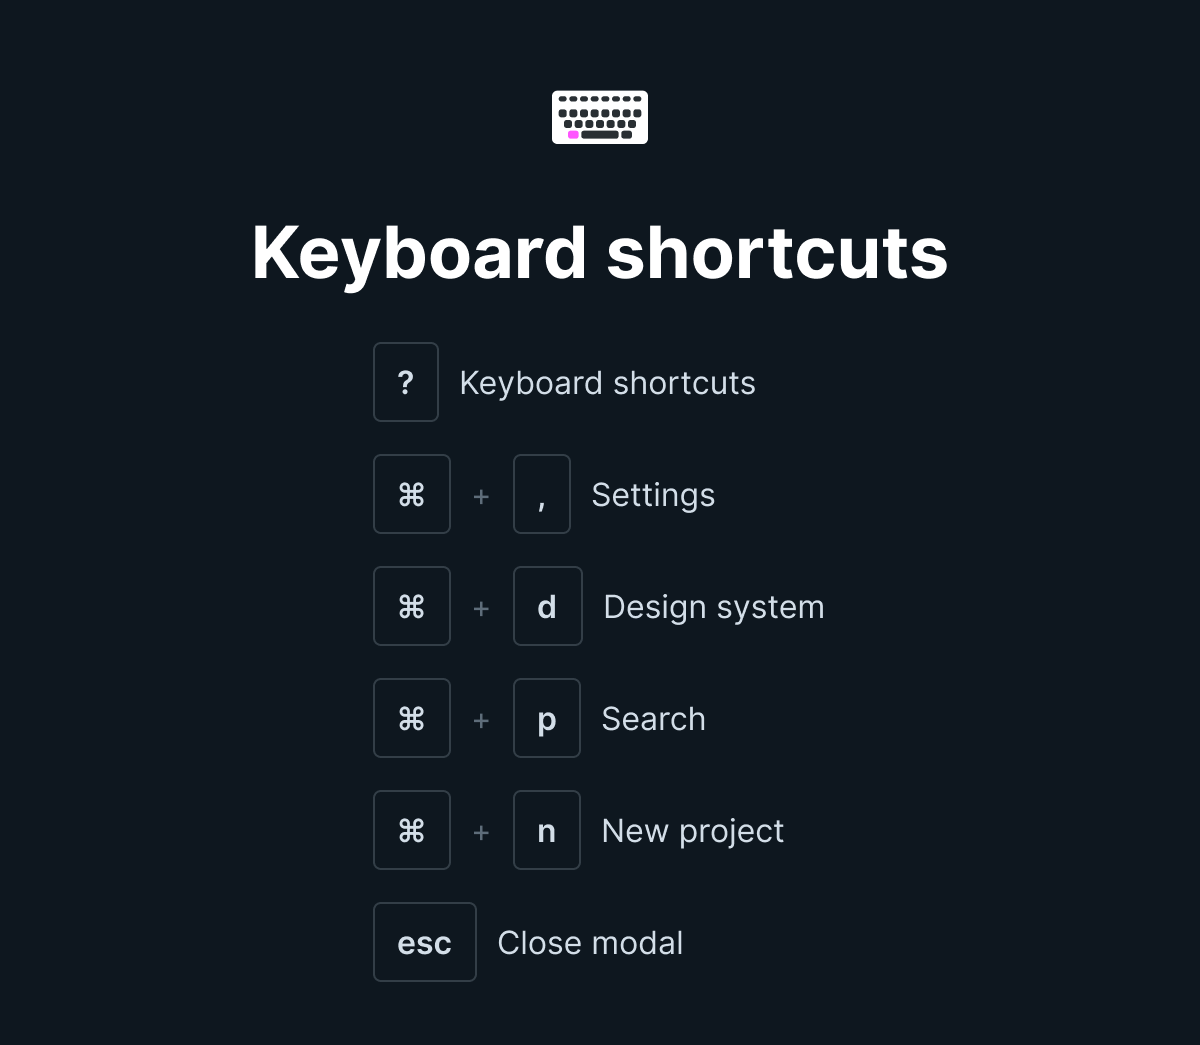 Keyboard shortcuts
? Keyboard shortcuts
⌘ + , Settings
⌘ + d Design system
⌘ + p Search
⌘ + n New project
esc Close modal